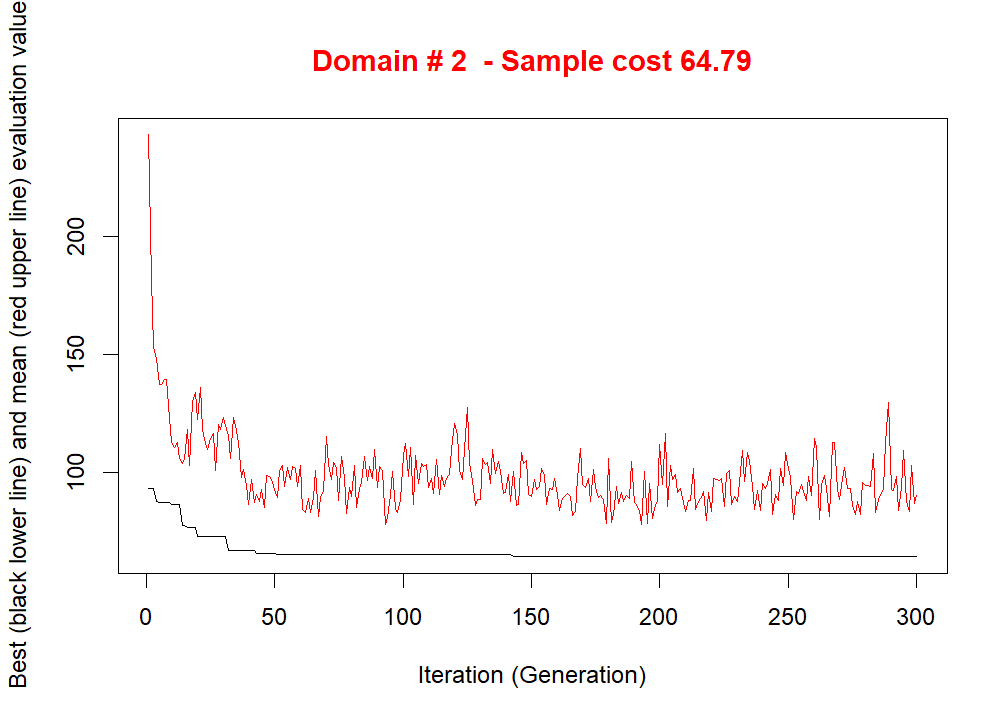 Domain # 2  - Sample cost 64.79
Best (black lower line) and mean (red upper line) evaluation value
200
150
100
0 50 100 150 200 250 300
Iteration (Generation)